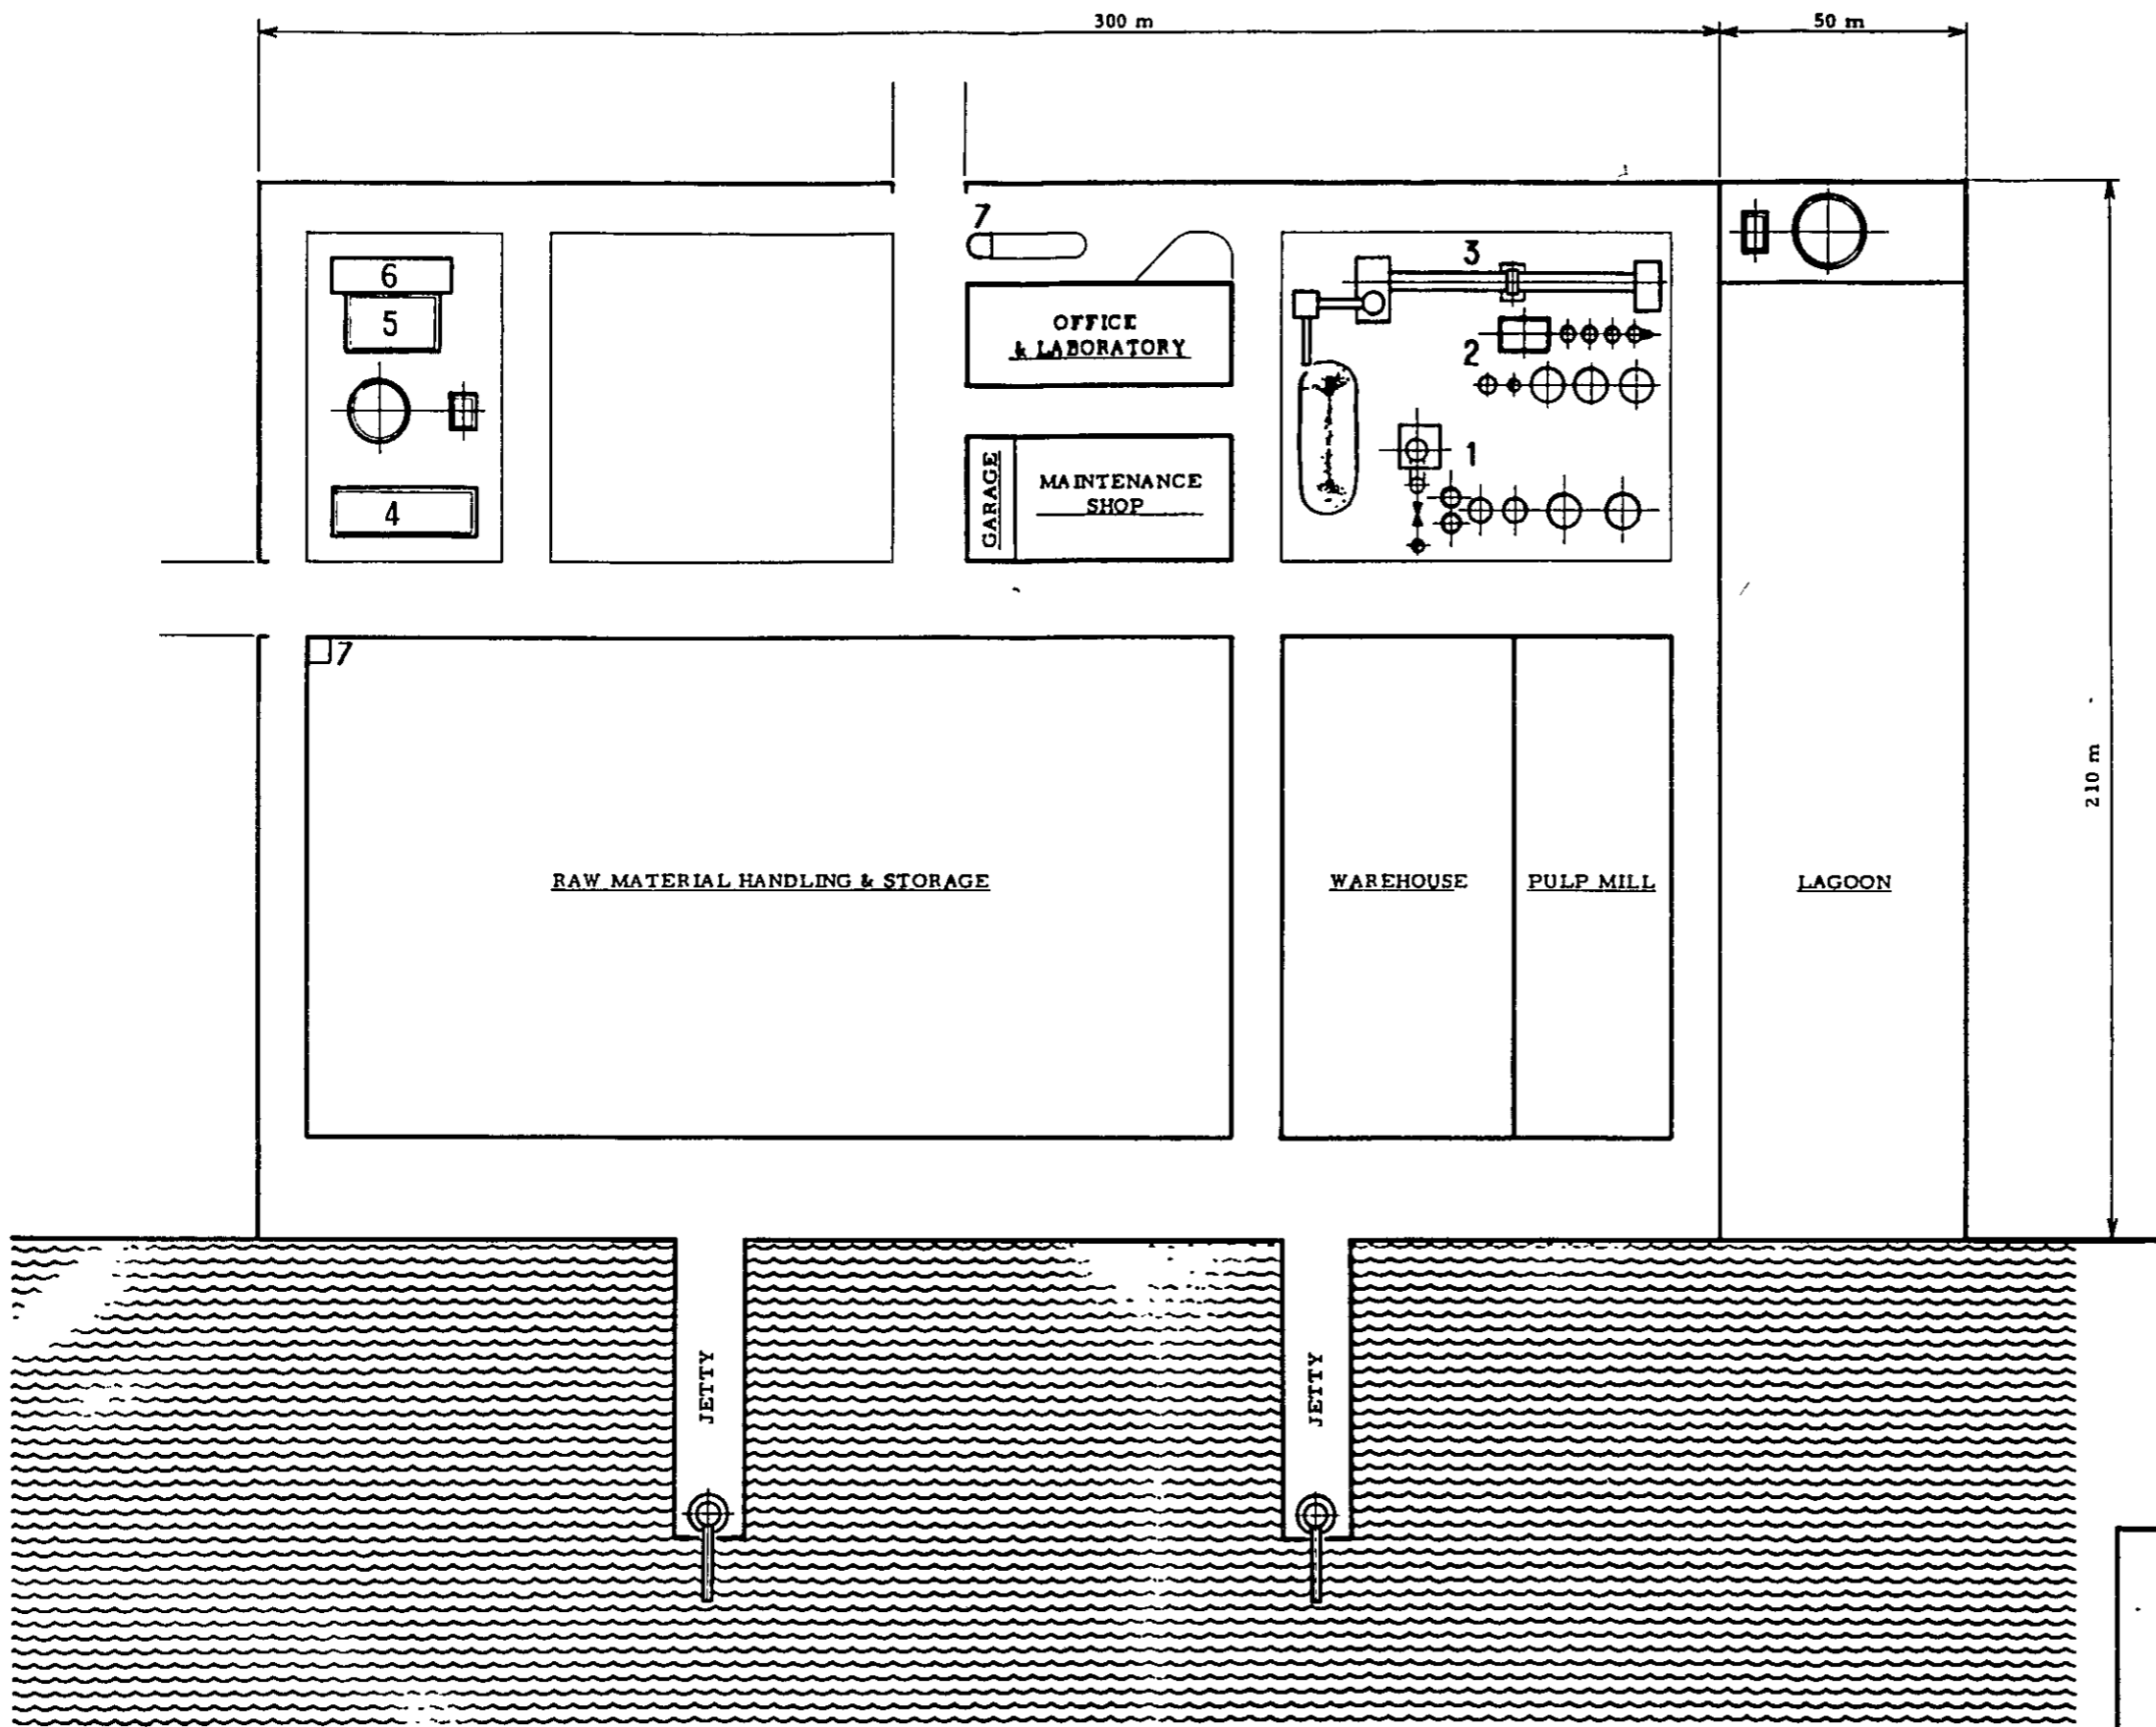 300 m
50 m
7
6
5
4
OFFICE
& LABORATORY
GARAGE
MAINTENANCE
SHOP
3
2
1
210 m
7
RAW MATERIAL HANDLING & STORAGE
WAREHOUSE
PULP MILL
LAGOON
JETTY
JETTY